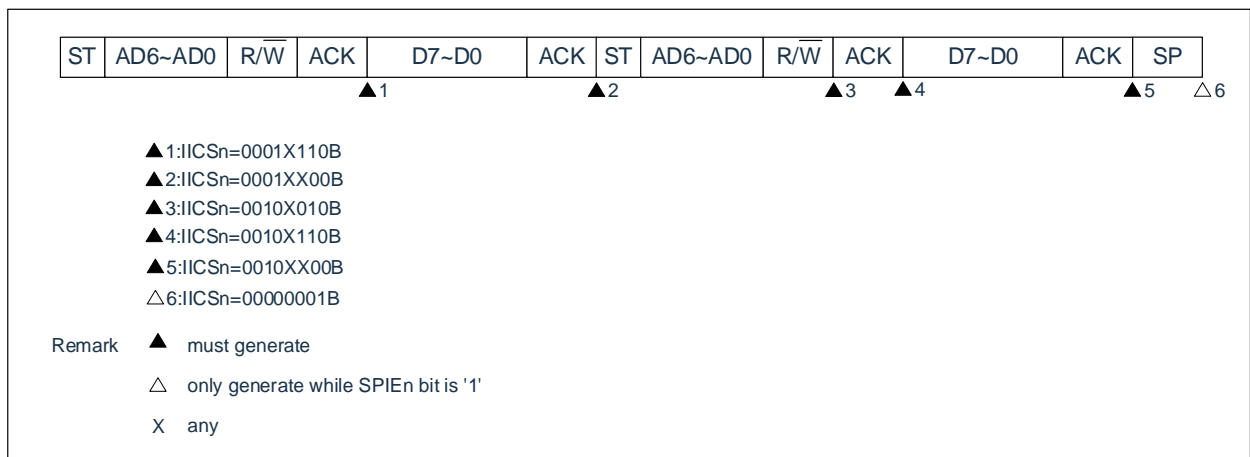 ST AD6~AD0 R/W̅ ACK D7~D0 ACK ST AD6~AD0 R/W̅ ACK D7~D0 ACK SP
▲1 ▲2 ▲3 ▲4 ▲5 △6
▲1:IICSn=0001X110B
▲2:IICSn=0001XX00B
▲3:IICSn=0010X010B
▲4:IICSn=0010X110B
▲5:IICSn=0010XX00B
△6:IICSn=00000001B
Remark ▲ must generate
△ only generate while SPIEn bit is '1'
X any